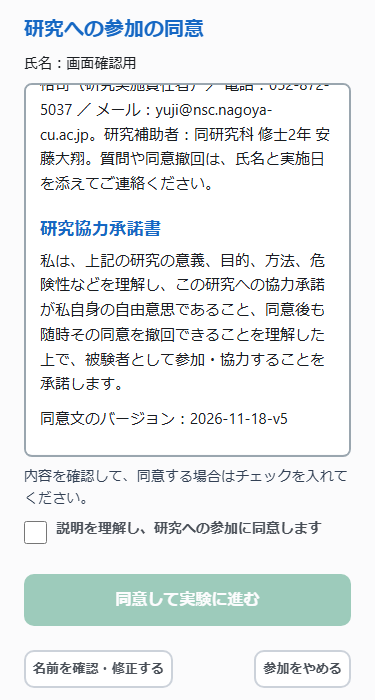 研究への参加の同意
氏名：画面確認用
5037 ／ メール：yuji@nsc.nagoya-
cu.ac.jp。研究補助者：同研究科 修士2年 安
藤大翔。質問や同意撤回は、氏名と実施日
を添えてご連絡ください。
研究協力承諾書
私は、上記の研究の意義、目的、方法、危
険性などを理解し、この研究への協力承諾
が私自身の自由意思であること、同意後も
随時その同意を撤回できることを理解した
上で、被験者として参加・協力することを
承諾します。
同意文のバージョン：2026-11-18-v5
内容を確認して、同意する場合はチェックを入れて
ください。
説明を理解し、研究への参加に同意します
同意して実験に進む
名前を確認・修正する
参加をやめる